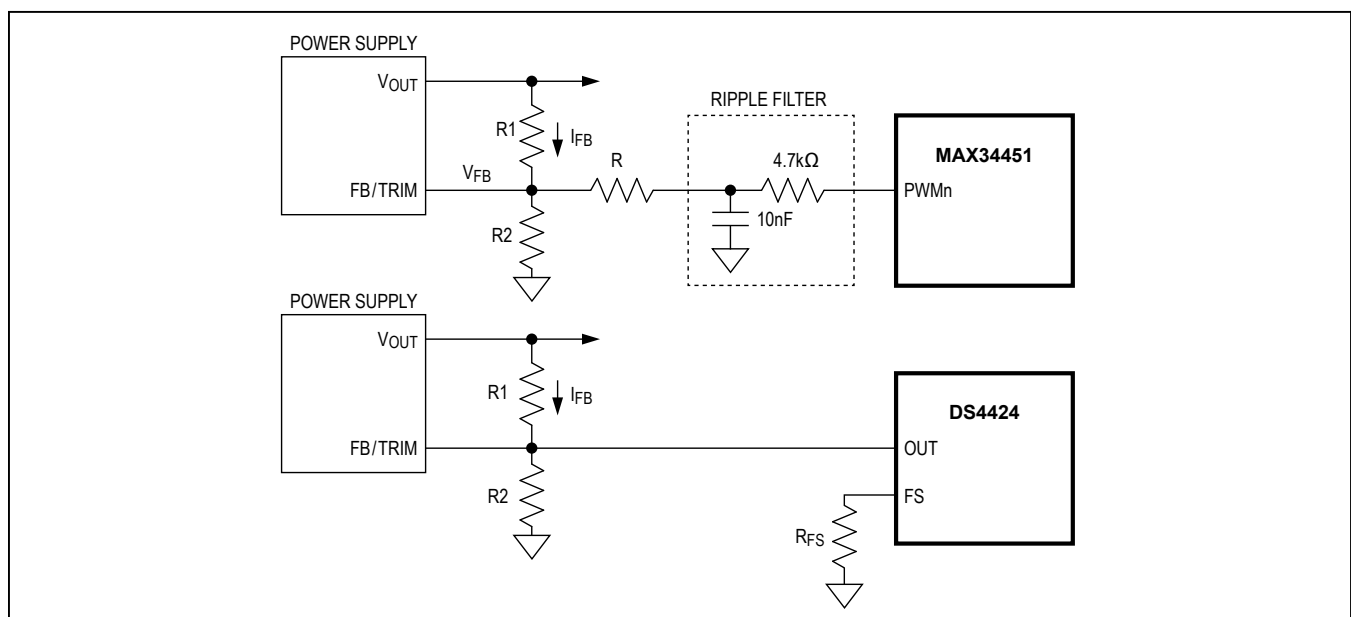 POWER SUPPLY
VOUT
R1
IFB
RIPPLE FILTER
MAX34451
VFB
R
4.7kΩ
FB/TRIM
PWMn
10nF
R2
POWER SUPPLY
VOUT
R1
IFB
DS4424
FB/TRIM
OUT
R2
FS
RFS